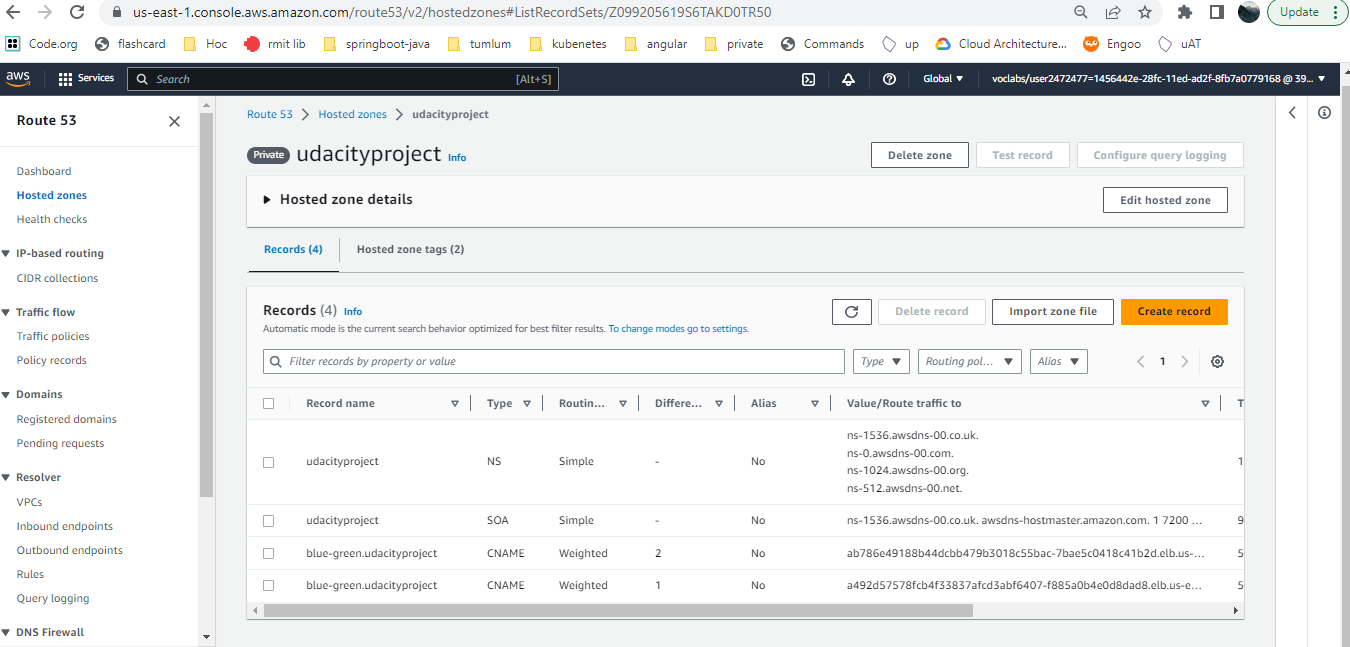 us-east-1.console.aws.amazon.com/route53/v2/hostedzones#ListRecordSets/Z099205619S6TAKD0TR50
Update
Code.org flashcard Hoc rmit lib springboot-java tumlum kubenetes angular private Commands up Cloud Architecture... Engoo uAT
aws Services Search [Alt+S] Global voclabs/user2472477=1456442e-28fc-11ed-ad2f-8fb7a0779168 @ 39...
Route 53
Dashboard
Hosted zones
Health checks
IP-based routing
CIDR collections
Traffic flow
Traffic policies
Policy records
Domains
Registered domains
Pending requests
Resolver
VPCs
Inbound endpoints
Outbound endpoints
Rules
Query logging
DNS Firewall
Route 53 Hosted zones udacityproject
Private udacityproject Info Delete zone Test record Configure query logging
Hosted zone details Edit hosted zone
Records (4) Hosted zone tags (2)
Records (4) Info Delete record Import zone file Create record
Automatic mode is the current search behavior optimized for best filter results. To change modes go to settings.
Filter records by property or value Type Routing pol... Alias 1
Record name Type Routin... Differe... Alias Value/Route traffic to T
udacityproject NS Simple - No ns-1536.awsdns-00.co.uk. 1
ns-0.awsdns-00.com.
ns-1024.awsdns-00.org.
ns-512.awsdns-00.net.
udacityproject SOA Simple - No ns-1536.awsdns-00.co.uk. awsdns-hostmaster.amazon.com. 1 7200 ... 9
blue-green.udacityproject CNAME Weighted 2 No ab786e49188b44dcbb479b3018c55bac-7bae5c0418c41b2d.elb.us-... 5
blue-green.udacityproject CNAME Weighted 1 No a492d57578fcb4f33837afcd3abf6407-f885a0b4e0d8dad8.elb.us-e... 5